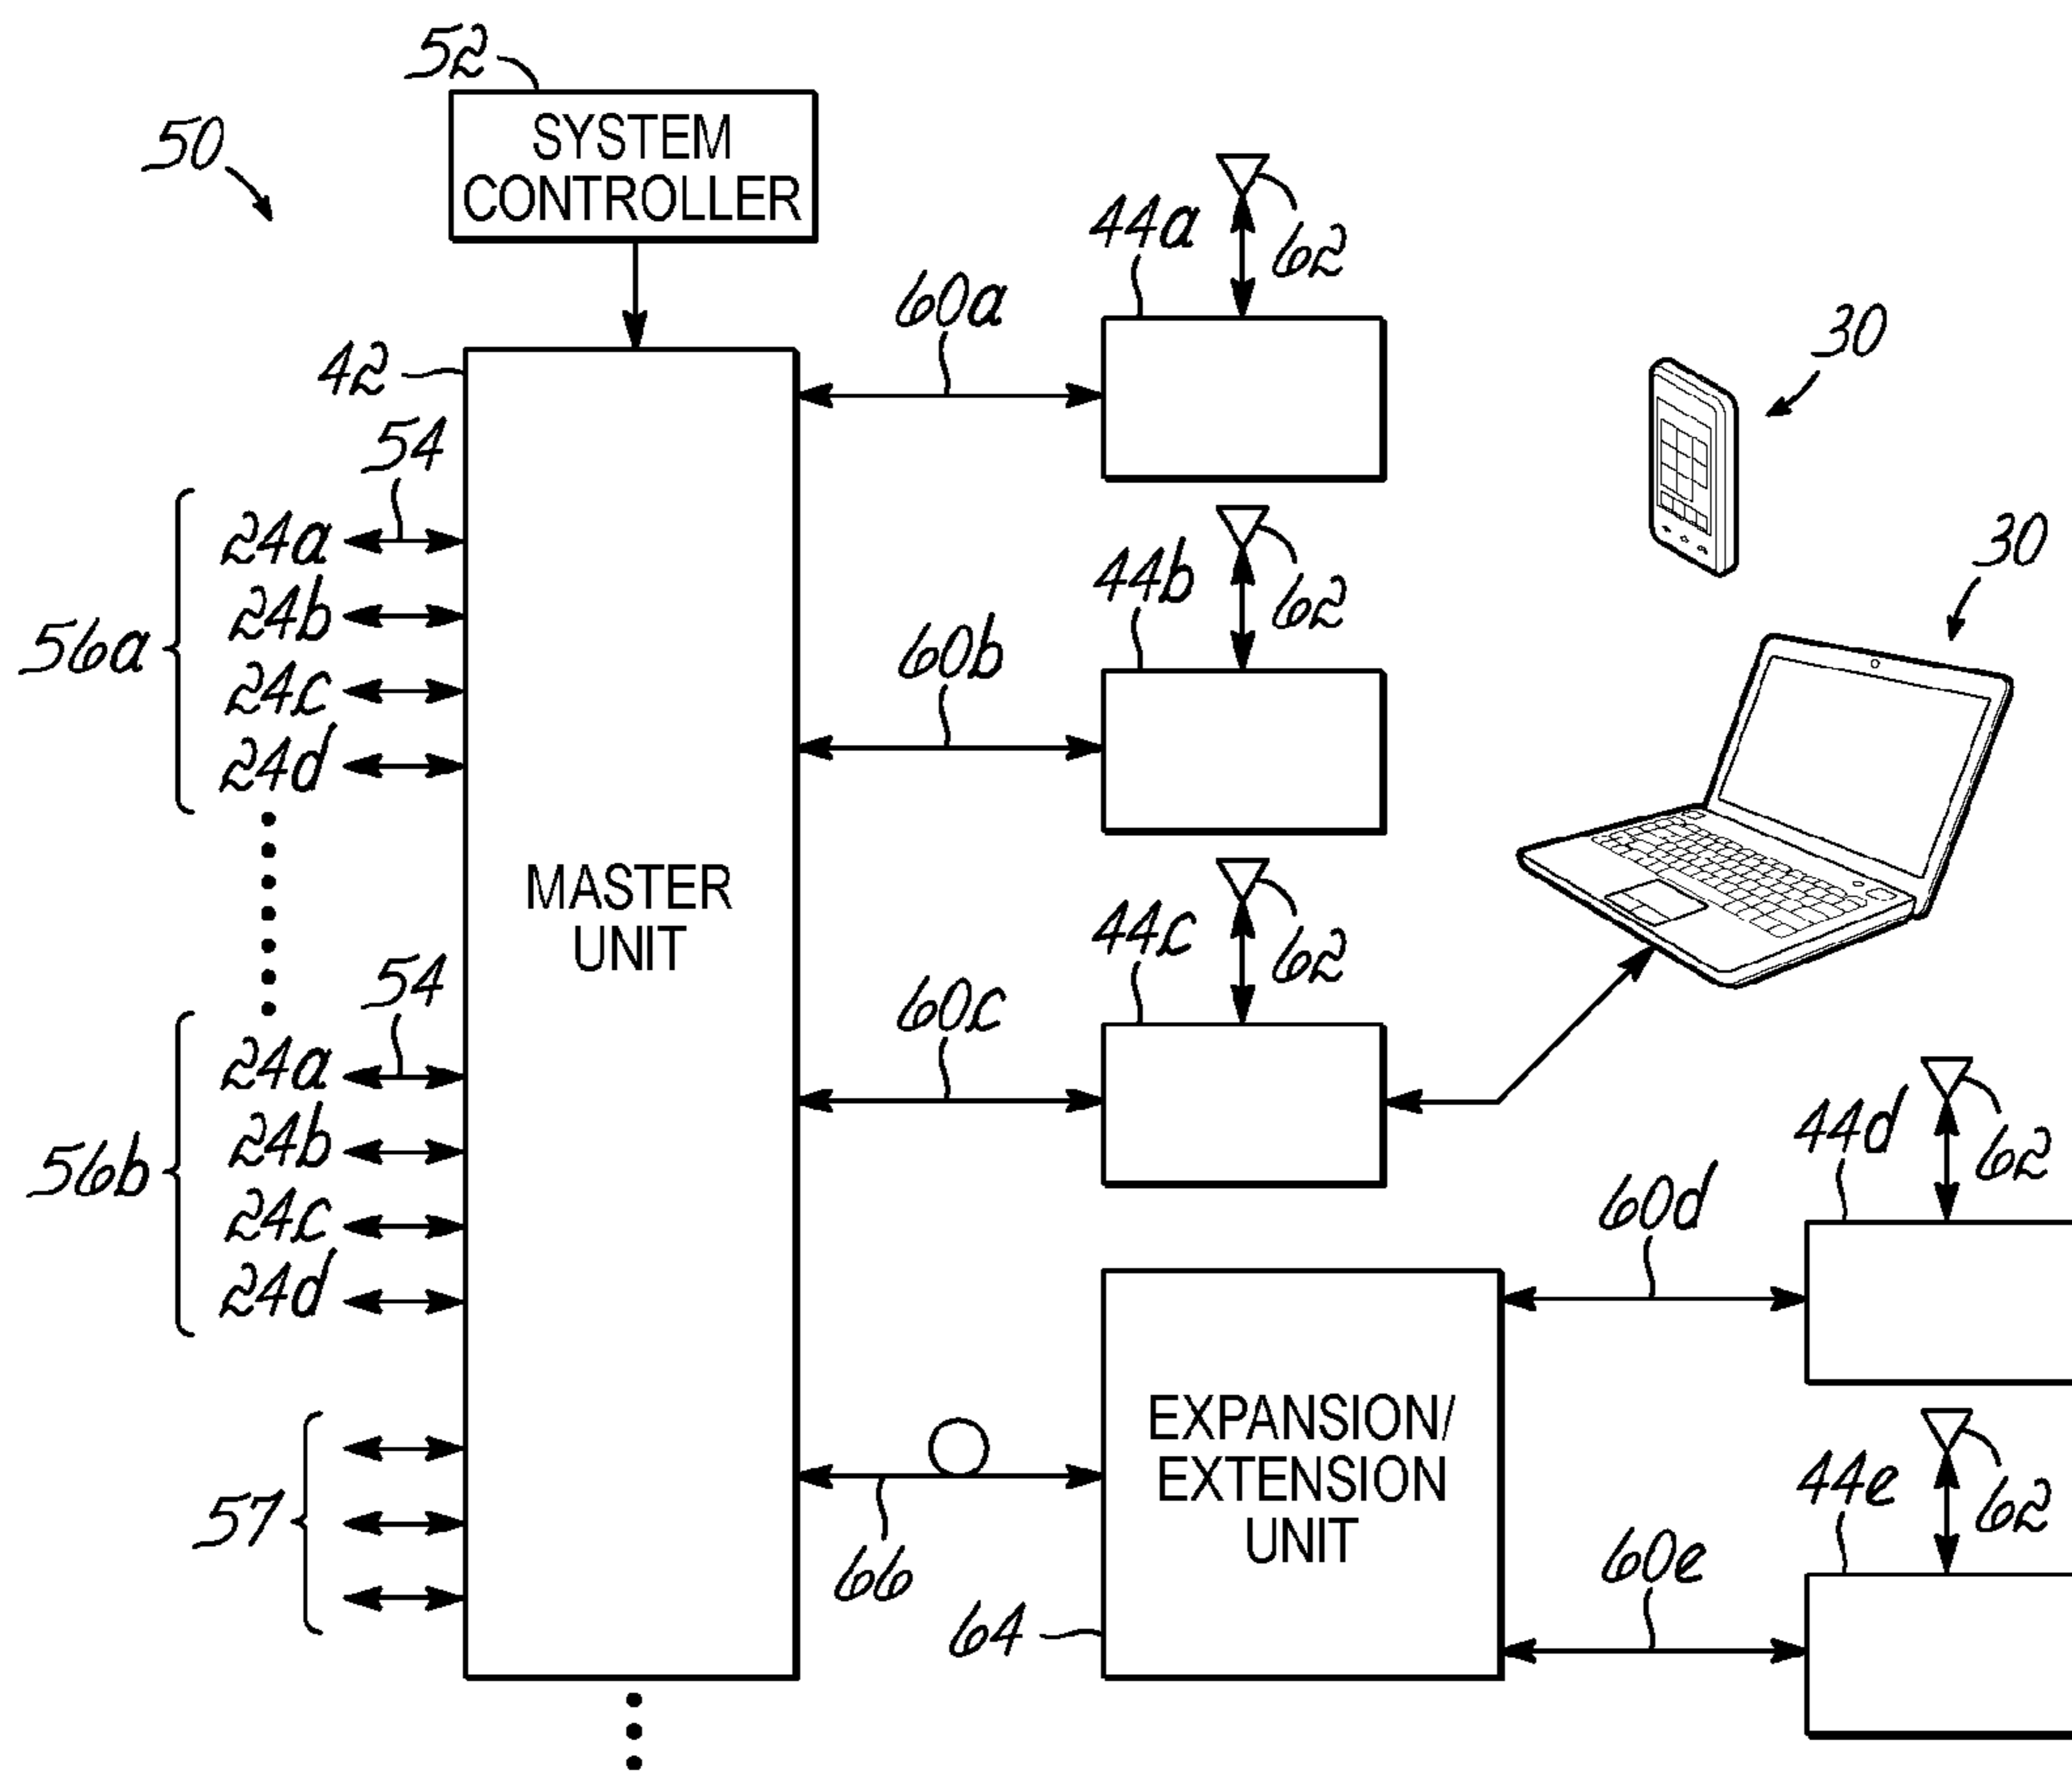 52
SYSTEM
CONTROLLER
50
44a
62
60a
30
42
54
24a
24b
24c
24d
56a
44b
62
60b
30
MASTER
UNIT
44c
62
60c
54
24a
24b
24c
24d
56b
44d
62
60d
EXPANSION/
EXTENSION
UNIT
57
66
64
44e
62
60e